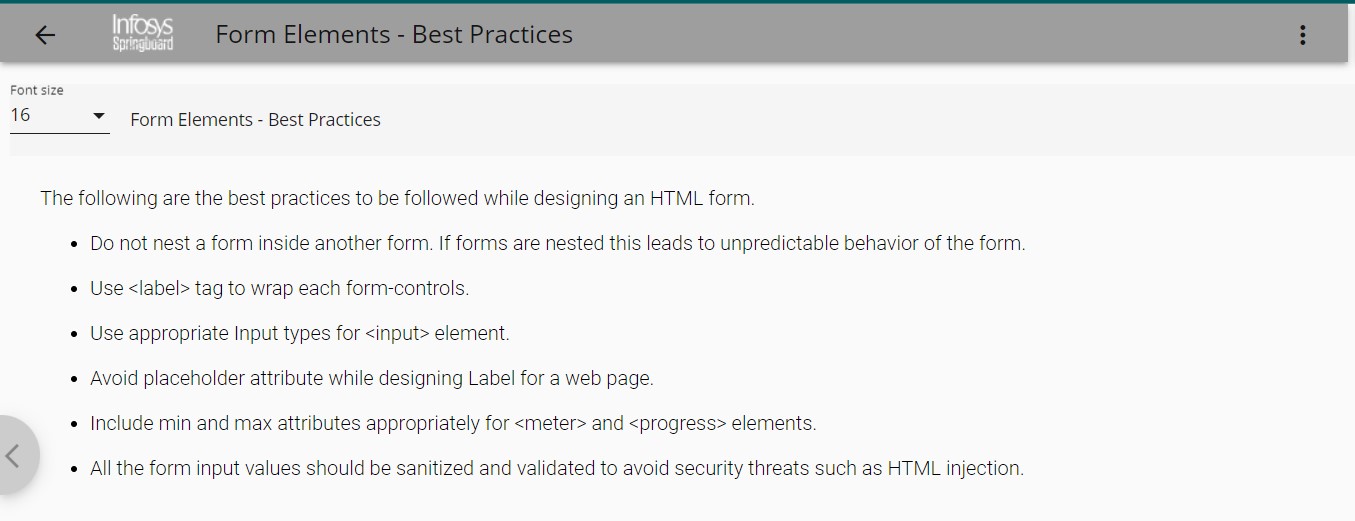 Infosys
Springboard
Form Elements - Best Practices
Font size
16
Form Elements - Best Practices
The following are the best practices to be followed while designing an HTML form.
• Do not nest a form inside another form. If forms are nested this leads to unpredictable behavior of the form.
• Use <label> tag to wrap each form-controls.
• Use appropriate Input types for <input> element.
• Avoid placeholder attribute while designing Label for a web page.
• Include min and max attributes appropriately for <meter> and <progress> elements.
• All the form input values should be sanitized and validated to avoid security threats such as HTML injection.